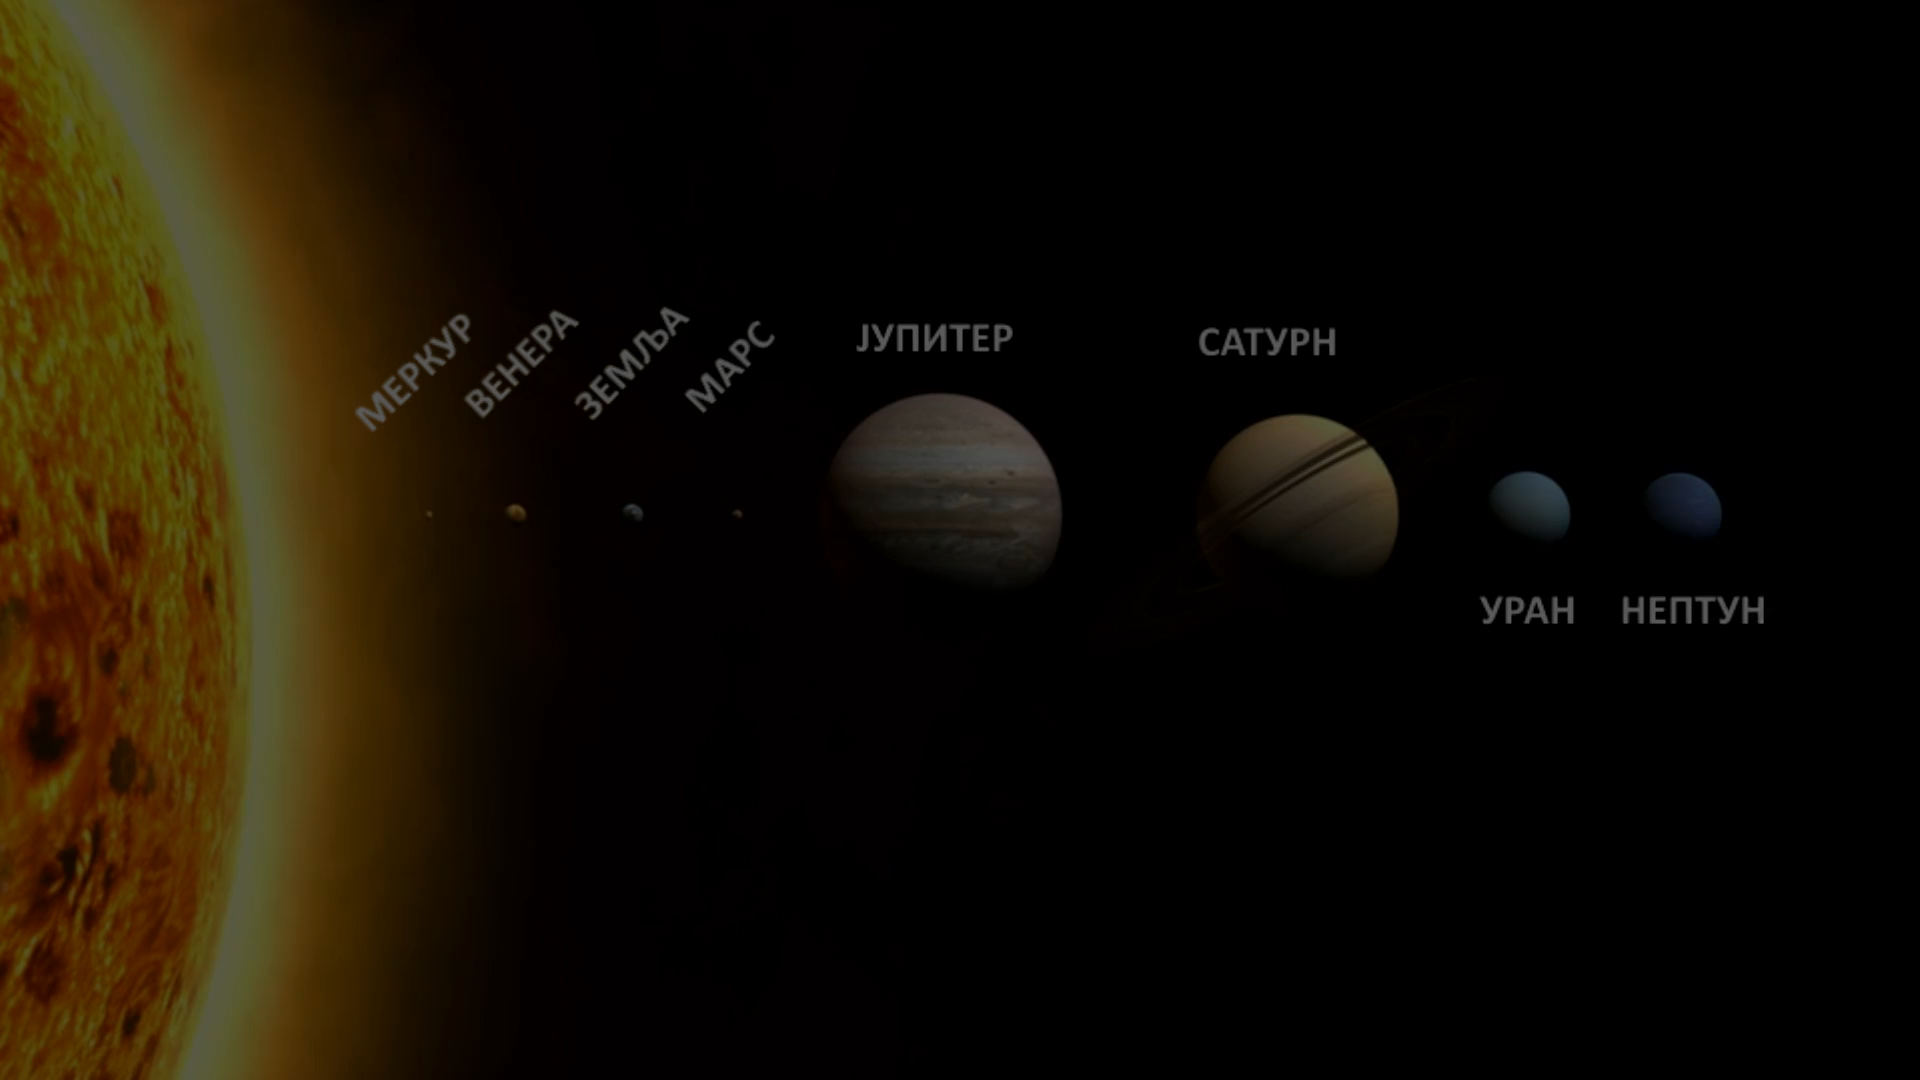 МЕРКУР
ВЕНЕРА
ЗЕМЉА
МАРС
ЈУПИТЕР
САТУРН
УРАН
НЕПТУН